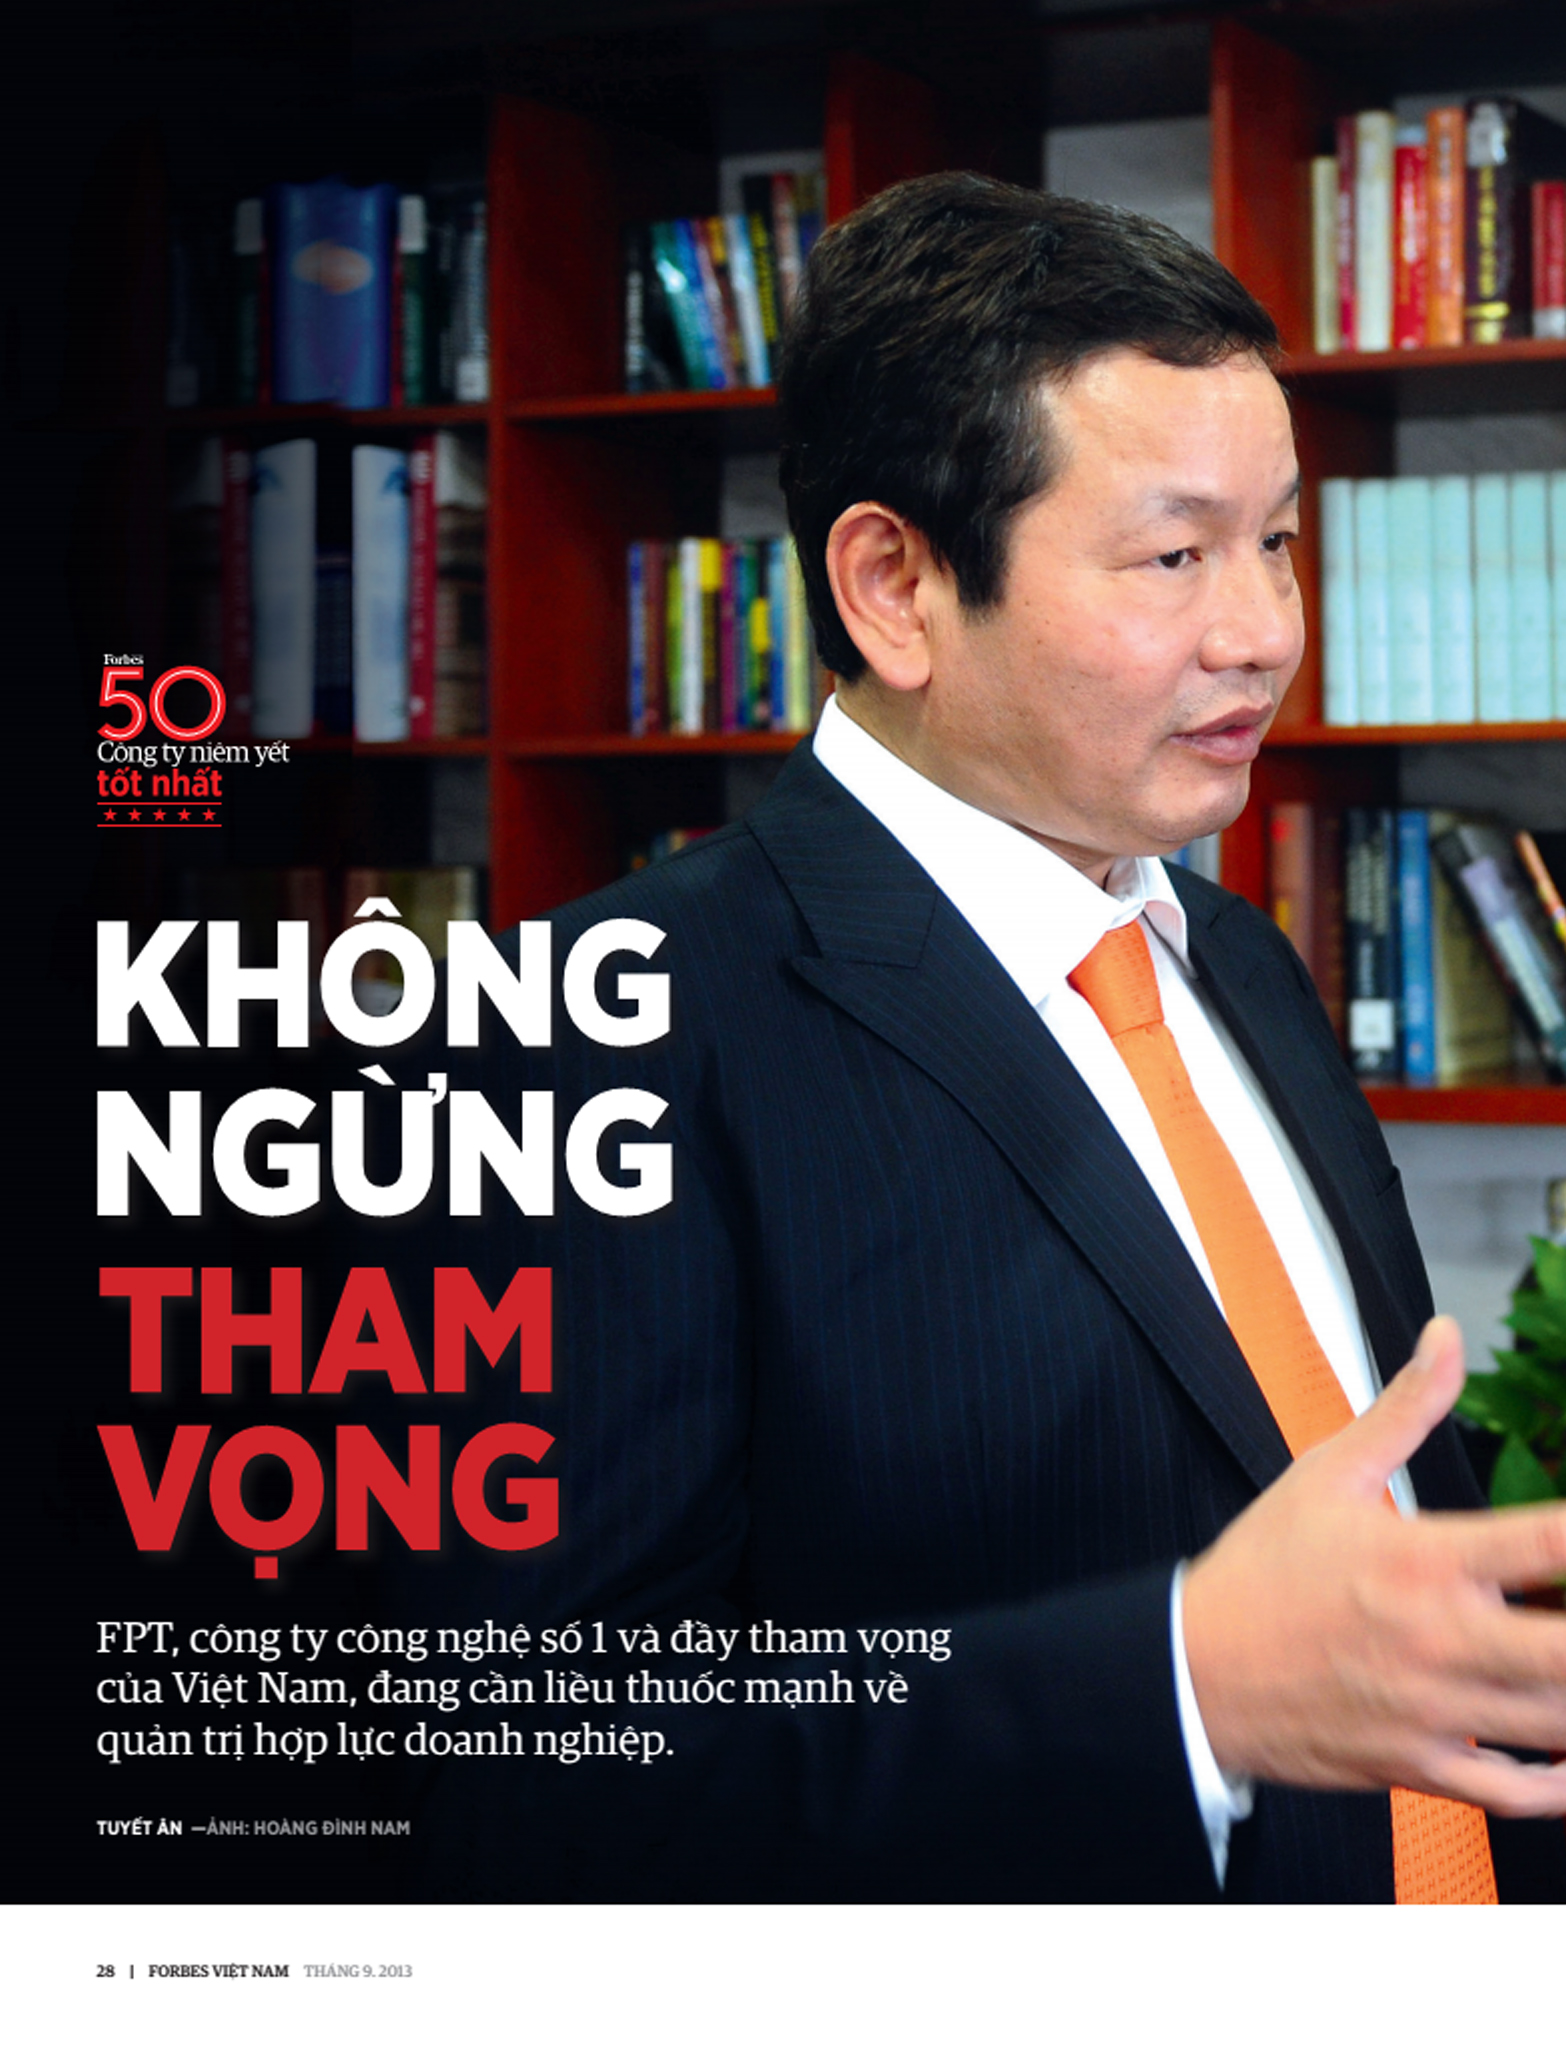 Forbes
50
Công ty niêm yết
tốt nhất
KHÔNG
NGỪNG
THAM
VỌNG
FPT, công ty công nghệ số 1 và đầy tham vọng
của Việt Nam, đang cần liều thuốc mạnh về
quản trị hợp lực doanh nghiệp.
TUYẾT ÂN —ẢNH: HOÀNG ĐÌNH NAM
28 | FORBES VIỆT NAM THÁNG 9. 2013